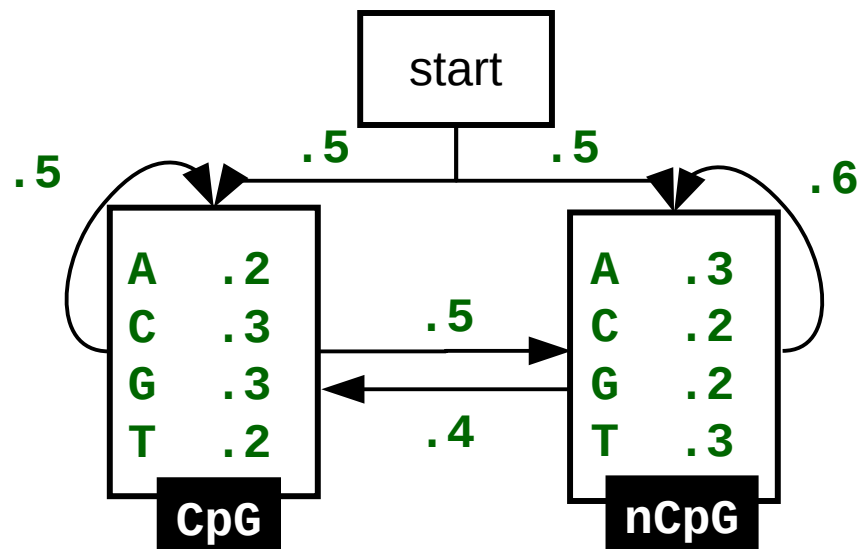 start
.5 .5
.5 .6
A .2 A .3
C .3 .5 C .2
G .3 G .2
T .2 .4 T .3
CpG nCpG